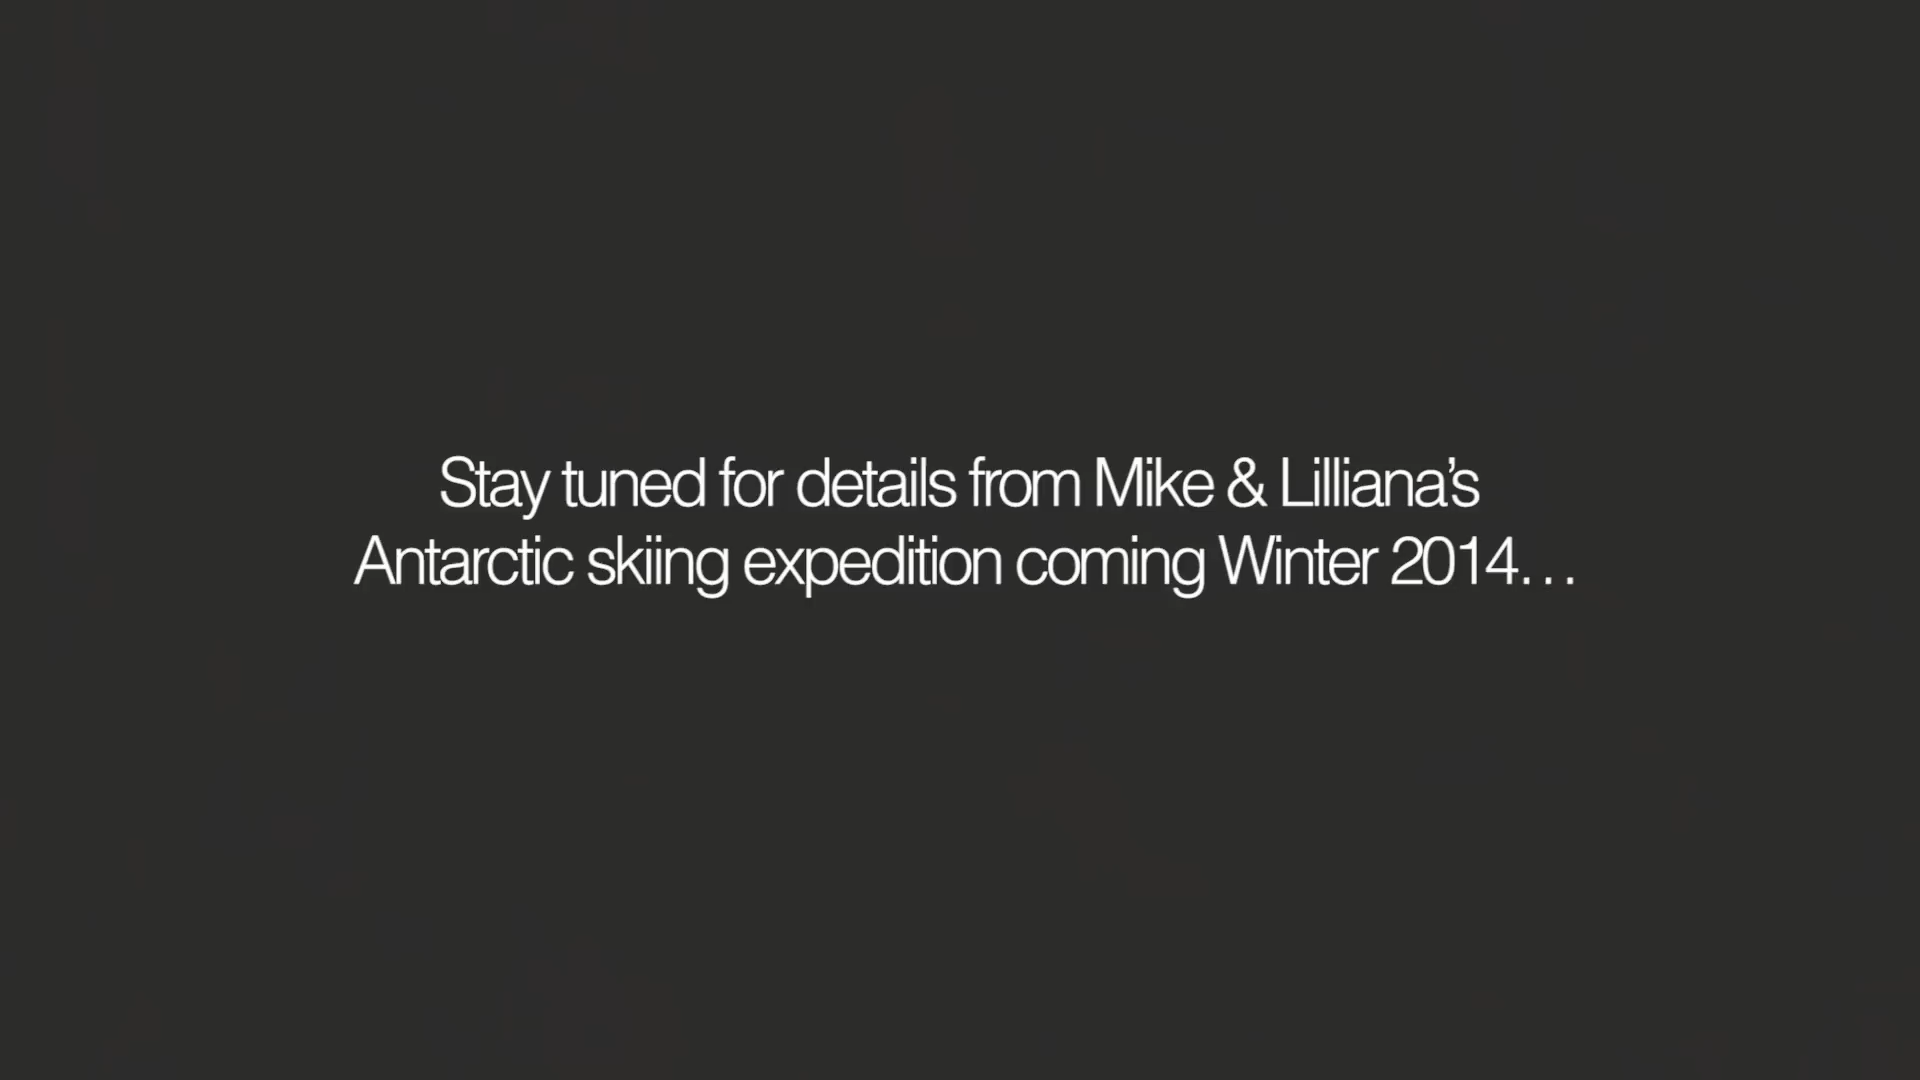 Stay tuned for details from Mike & Lilliana’s
Antarctic skiing expedition coming Winter 2014…